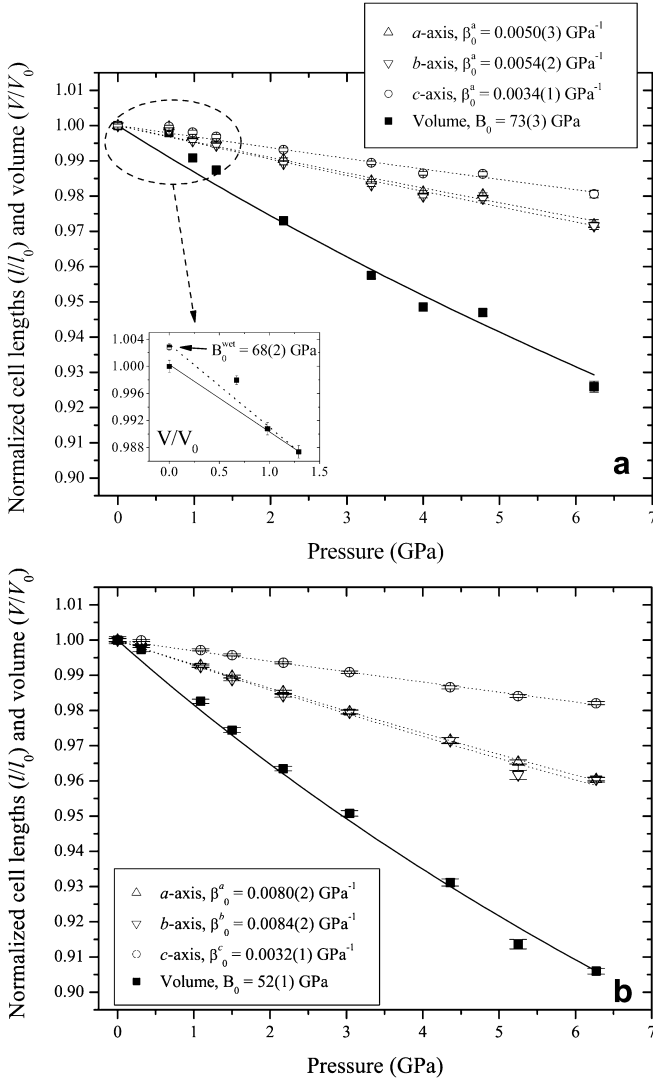 a-axis, β₀ᵃ = 0.0050(3) GPa⁻¹
b-axis, β₀ᵃ = 0.0054(2) GPa⁻¹
c-axis, β₀ᵃ = 0.0034(1) GPa⁻¹
Volume, B₀ = 73(3) GPa
Normalized cell lengths (l/l₀) and volume (V/V₀)
1.01
1.00
0.99
0.98
0.97
0.96
0.95
0.94
0.93
0.92
0.91
0.90
1.004
1.000
0.996
0.992
0.988
B₀ʷᵉᵗ = 68(2) GPa
V/V₀
0.0 0.5 1.0 1.5
a
0 1 2 3 4 5 6 7
Pressure (GPa)
Normalized cell lengths (l/l₀) and volume (V/V₀)
1.01
1.00
0.99
0.98
0.97
0.96
0.95
0.94
0.93
0.92
0.91
0.90
a-axis, βᵃ₀ = 0.0080(2) GPa⁻¹
b-axis, βᵇ₀ = 0.0084(2) GPa⁻¹
c-axis, βᶜ₀ = 0.0032(1) GPa⁻¹
Volume, B₀ = 52(1) GPa
b
0 1 2 3 4 5 6 7
Pressure (GPa)